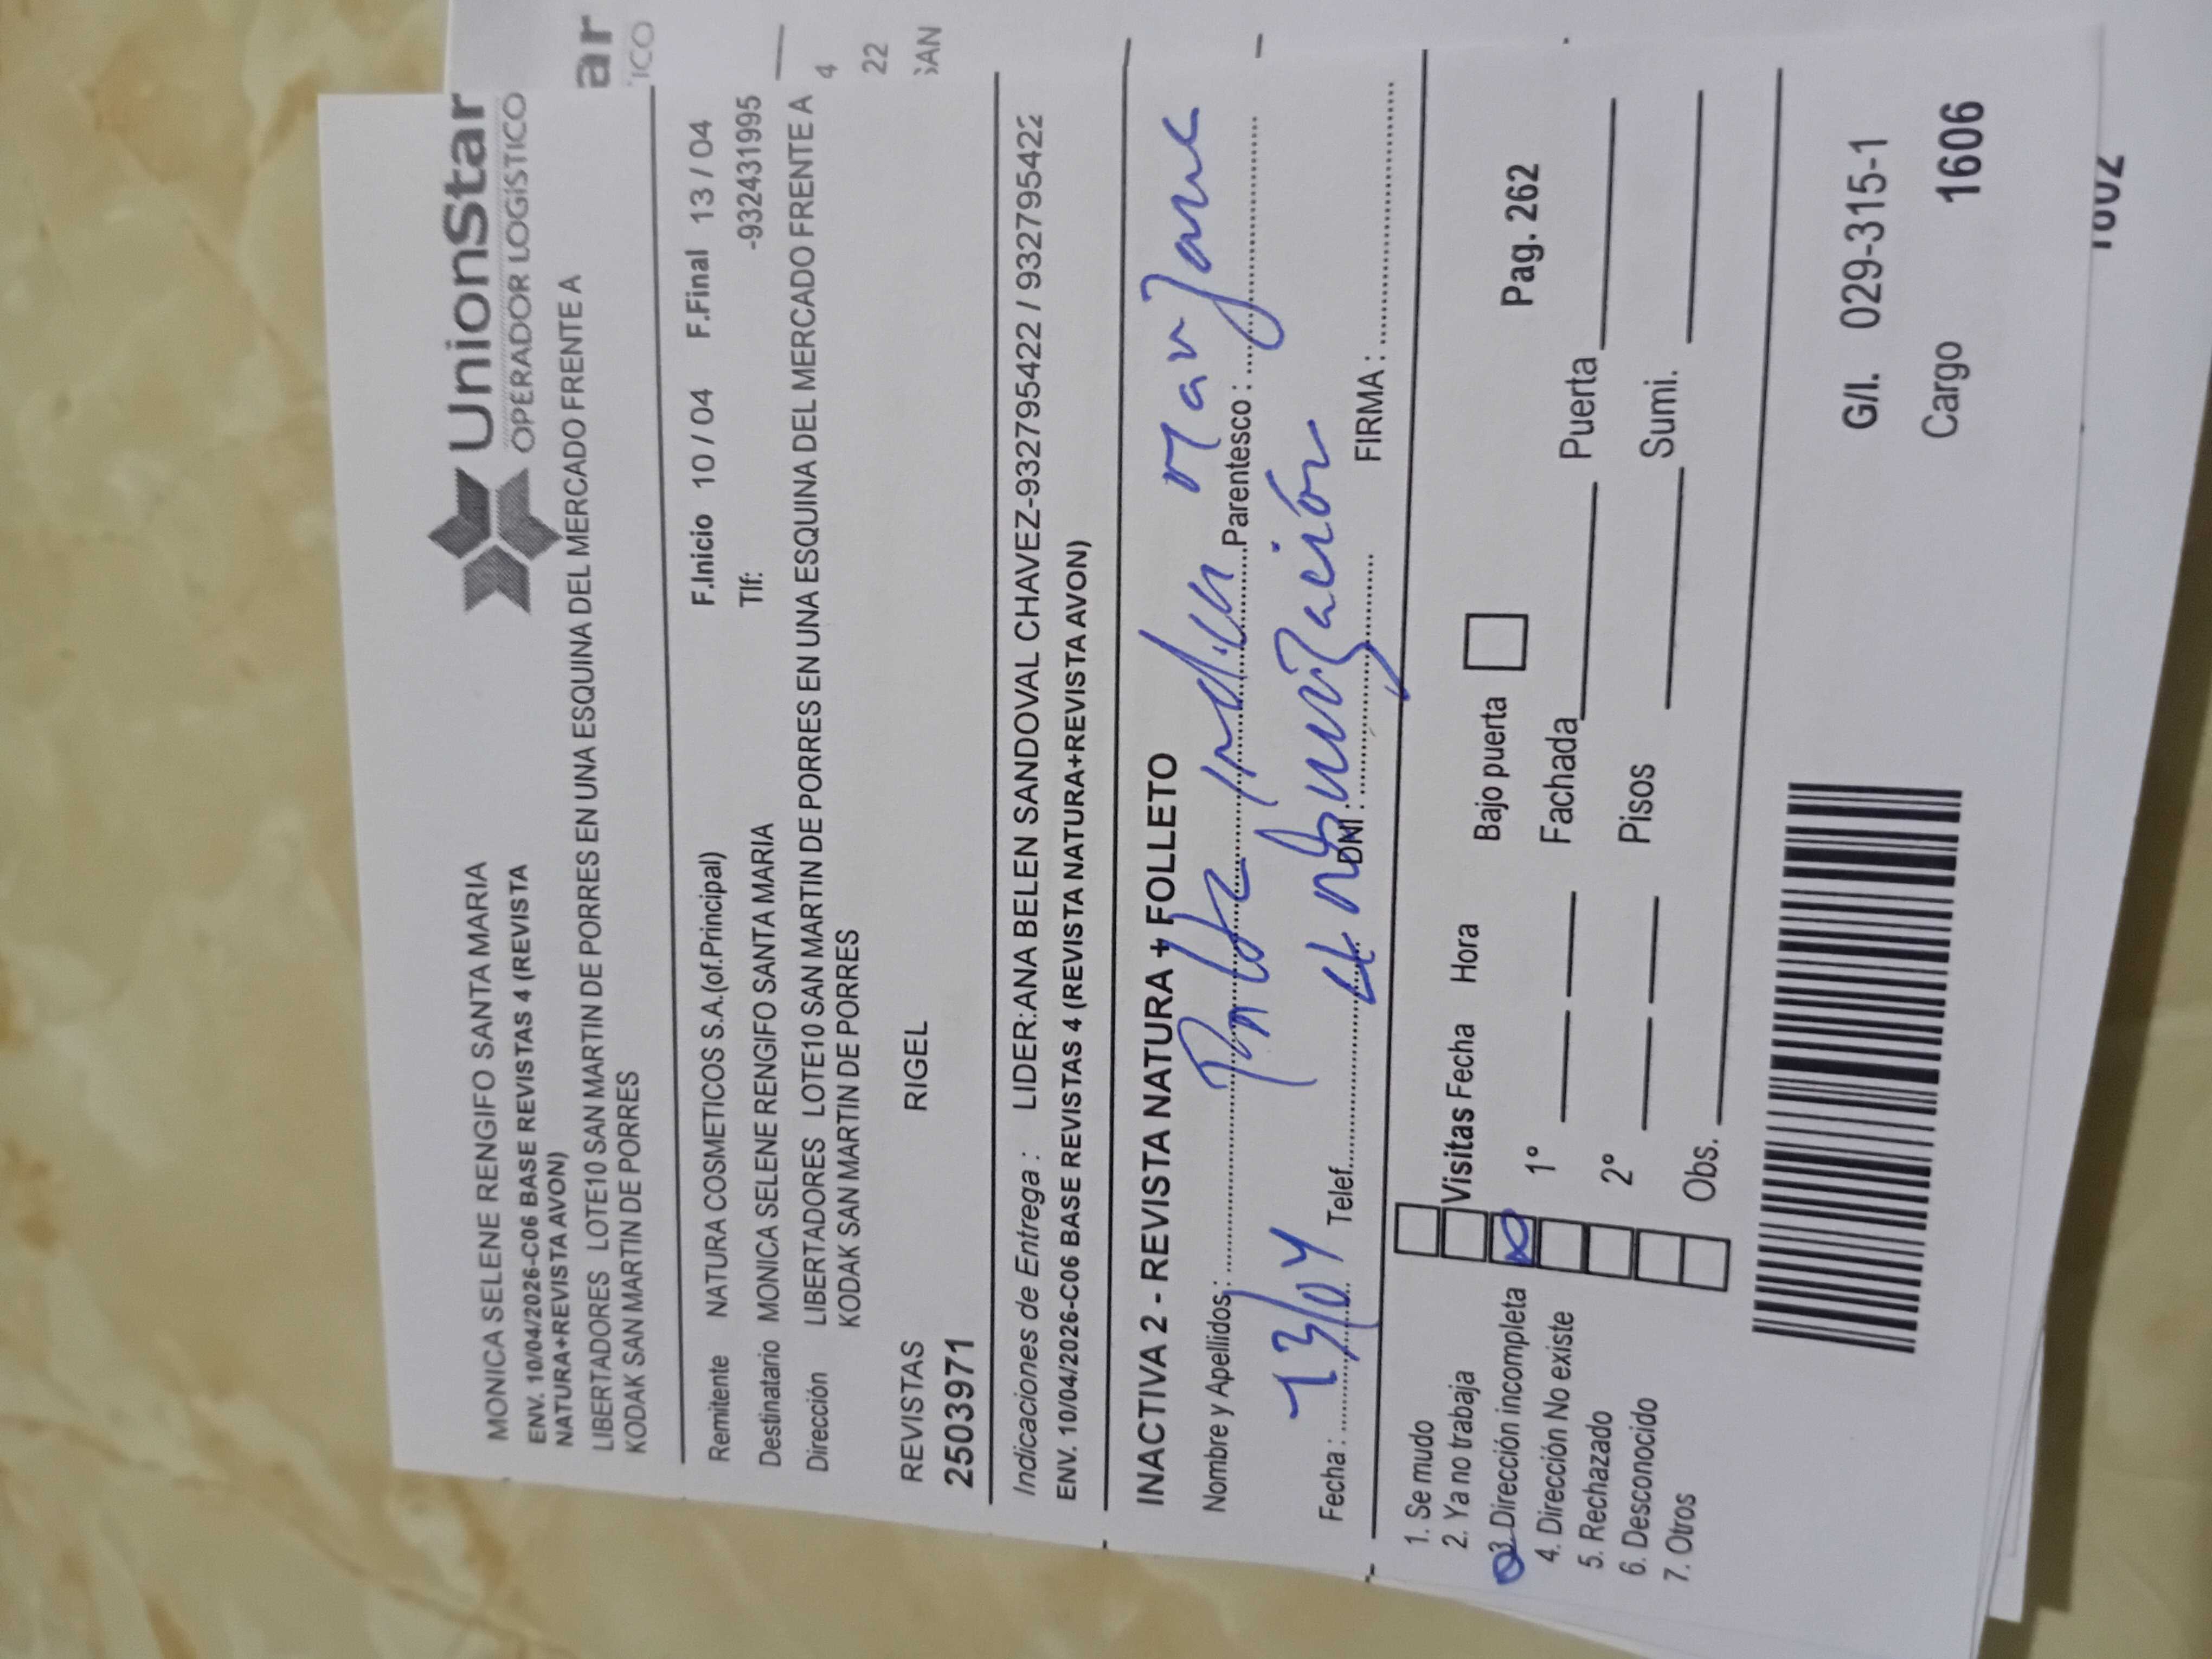 UnionStar
OPERADOR LOGÍSTICO
MONICA SELENE RENGIFO SANTA MARIA
ENV. 10/04/2026-C06 BASE REVISTAS 4 (REVISTA
NATURA+REVISTA AVON)
LIBERTADORES LOTE10 SAN MARTIN DE PORRES EN UNA ESQUINA DEL MERCADO FRENTE A
KODAK SAN MARTIN DE PORRES
ar
ICO
Remitente NATURA COSMETICOS S.A.(of.Principal) F.Inicio 10 / 04 F.Final 13 / 04
Destinatario MONICA SELENE RENGIFO SANTA MARIA Tlf: -932431995
Dirección LIBERTADORES LOTE10 SAN MARTIN DE PORRES EN UNA ESQUINA DEL MERCADO FRENTE A
KODAK SAN MARTIN DE PORRES
4
22
SAN
REVISTAS RIGEL
2503971
Indicaciones de Entrega : LIDER:ANA BELEN SANDOVAL CHAVEZ-932795422 / 932795422
ENV. 10/04/2026-C06 BASE REVISTAS 4 (REVISTA NATURA+REVISTA AVON)
INACTIVA 2 - REVISTA NATURA + FOLLETO
Nombre y Apellidos: Falta indicar manzana Parentesco :
Fecha : 13/04 Telef. urbanización DNI : FIRMA :
1. Se mudo
2. Ya no trabaja
3. Dirección incompleta
4. Dirección No existe
5. Rechazado
6. Desconocido
7. Otros
Visitas Fecha Hora Bajo puerta Pag. 262
1° Fachada Puerta
2° Pisos Sumi.
Obs.
G/I. 029-315-1
Cargo 1606
1602